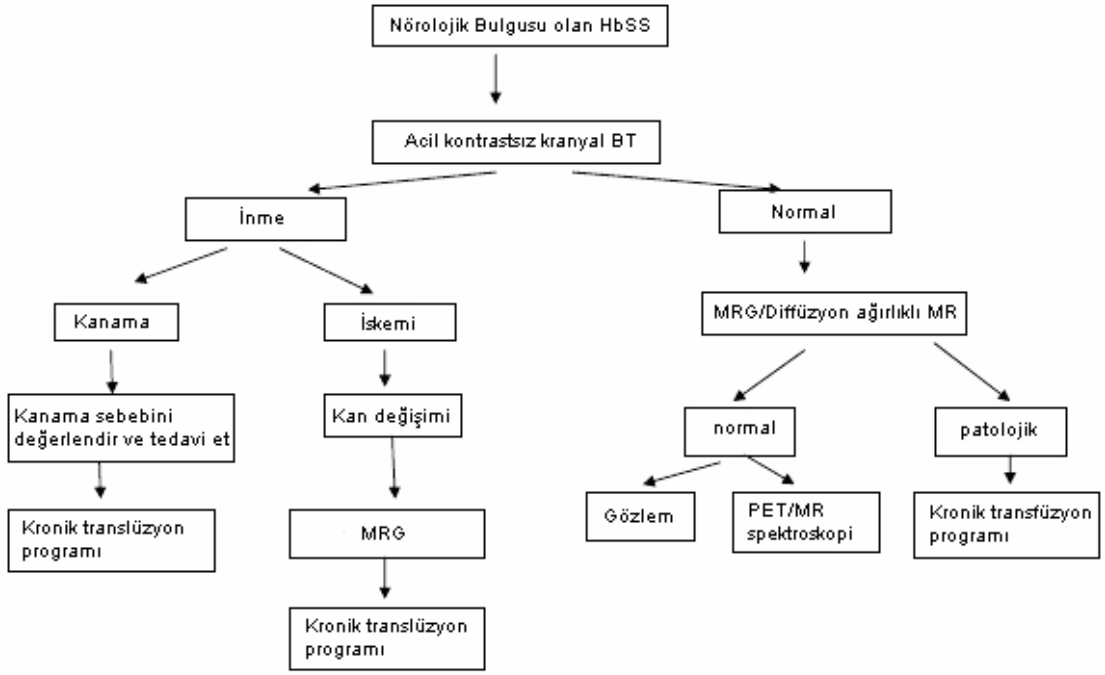 Nörolojik Bulgusu olan HbSS
Acil kontrastsız kranyal BT
İnme
Normal
Kanama
İskemi
MRG/Diffüzyon ağırlıklı MR
Kanama sebebini
değerlendir ve tedavi et
Kan değişimi
normal
patolojik
Kronik translüzyon
programı
MRG
Gözlem
PET/MR
spektroskopi
Kronik transfüzyon
programı
Kronik translüzyon
programı